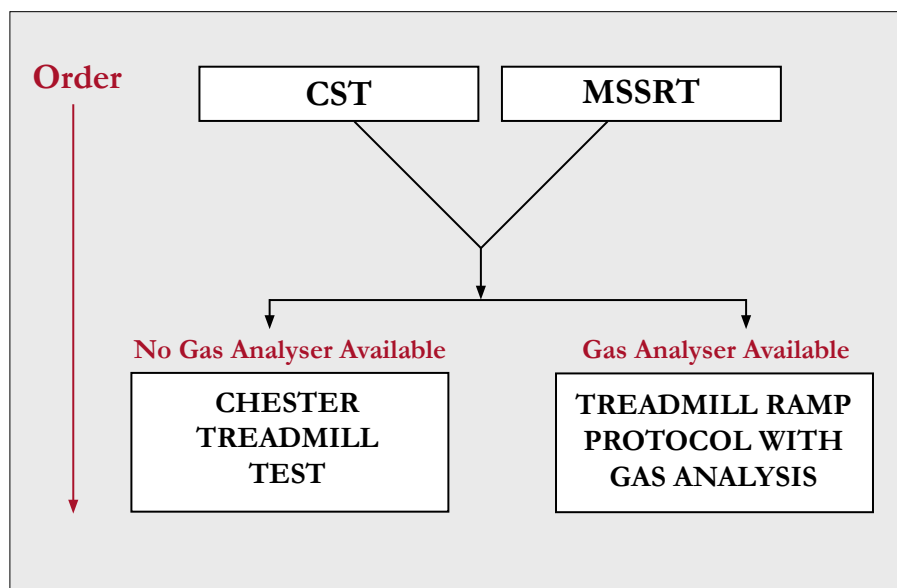 Order
CST
MSSRT
No Gas Analyser Available
Gas Analyser Available
CHESTER
TREADMILL
TEST
TREADMILL RAMP
PROTOCOL WITH
GAS ANALYSIS